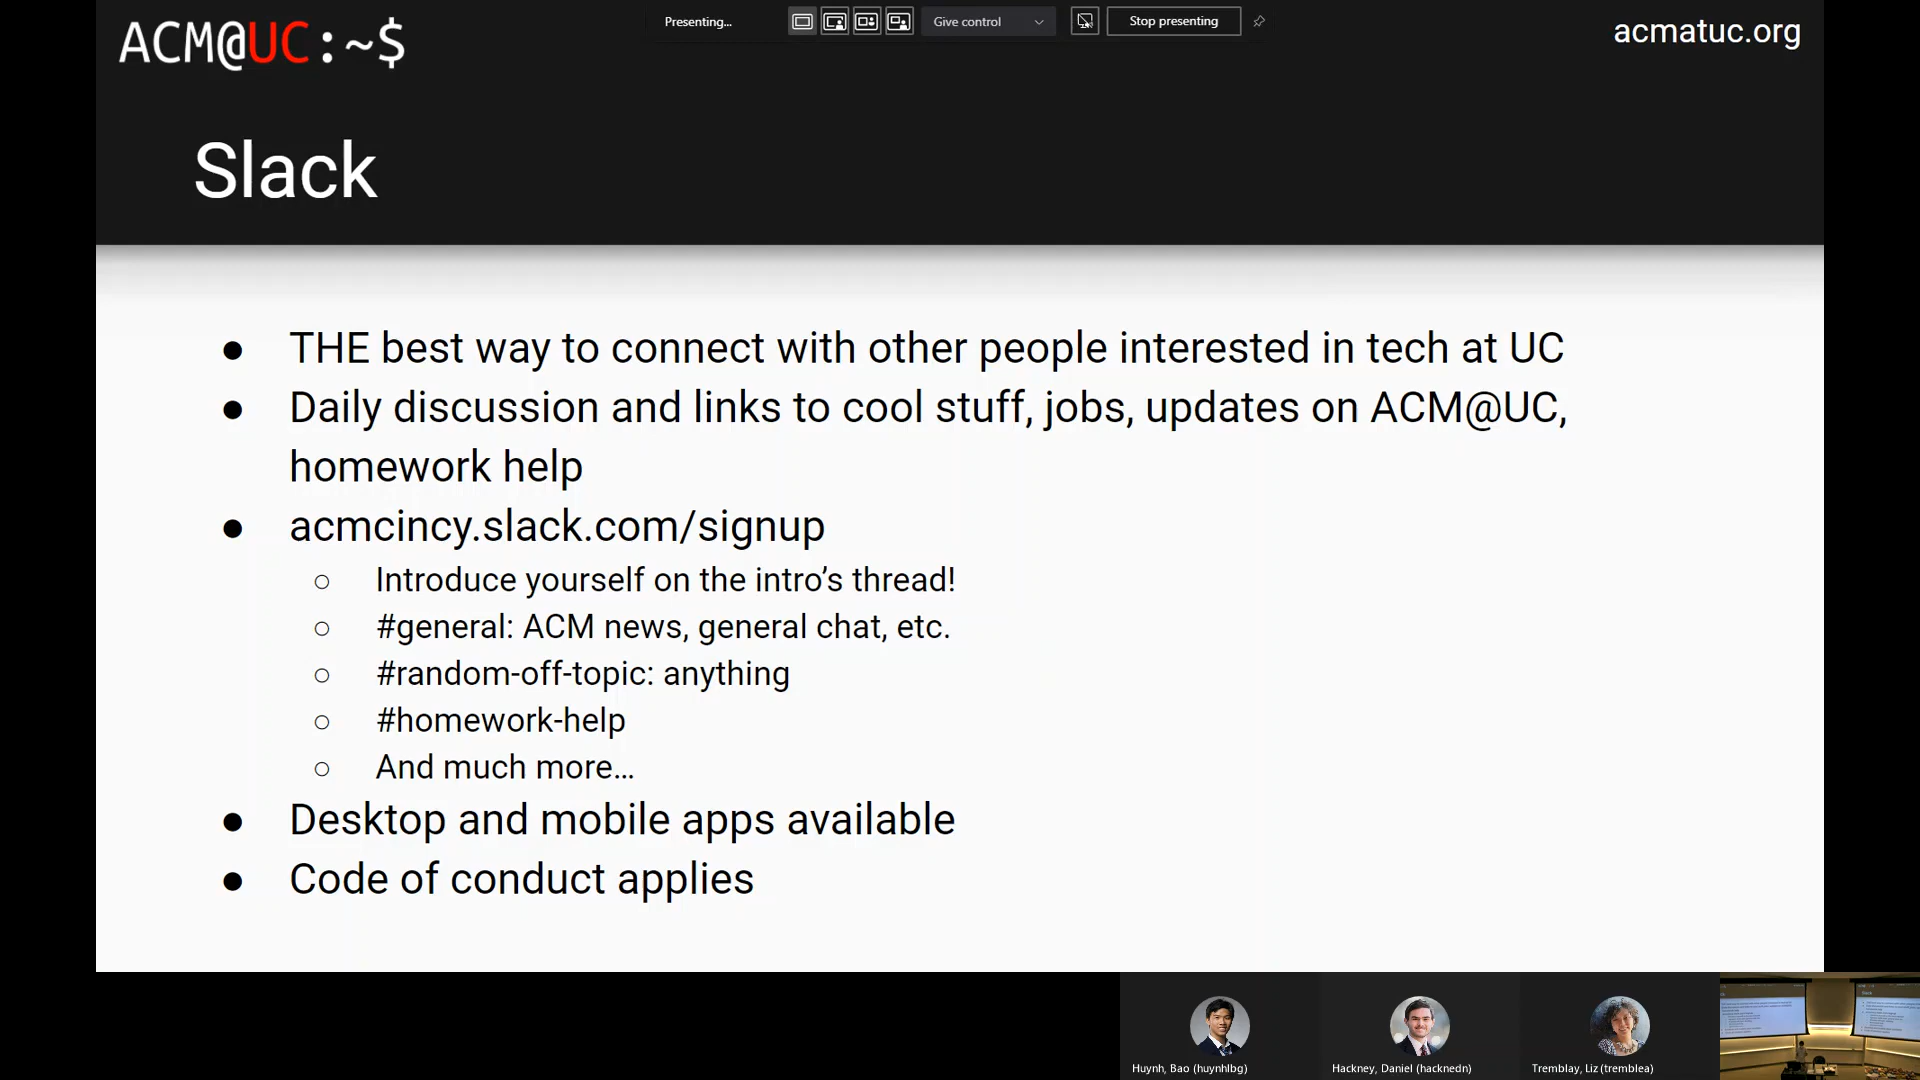 Presenting...
Give control
Stop presenting
ACM@UC:~$
acmatuc.org
Slack
● THE best way to connect with other people interested in tech at UC
● Daily discussion and links to cool stuff, jobs, updates on ACM@UC,
homework help
● acmcincy.slack.com/signup
○ Introduce yourself on the intro’s thread!
○ #general: ACM news, general chat, etc.
○ #random-off-topic: anything
○ #homework-help
○ And much more…
● Desktop and mobile apps available
● Code of conduct applies
Huynh, Bao (huynhlbg)
Hackney, Daniel (hacknedn)
Tremblay, Liz (tremblea)